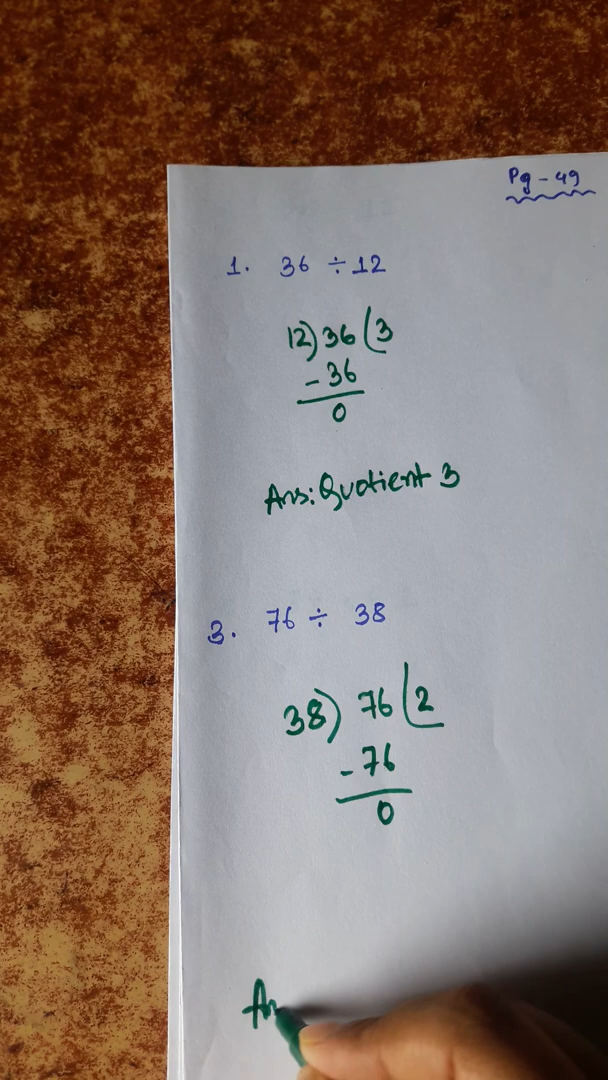 Pg - 49
1. 36 ÷ 12
12) 36 (3
- 36
0
Ans: Quotient 3
3. 76 ÷ 38
38) 76 (2
- 76
0
An